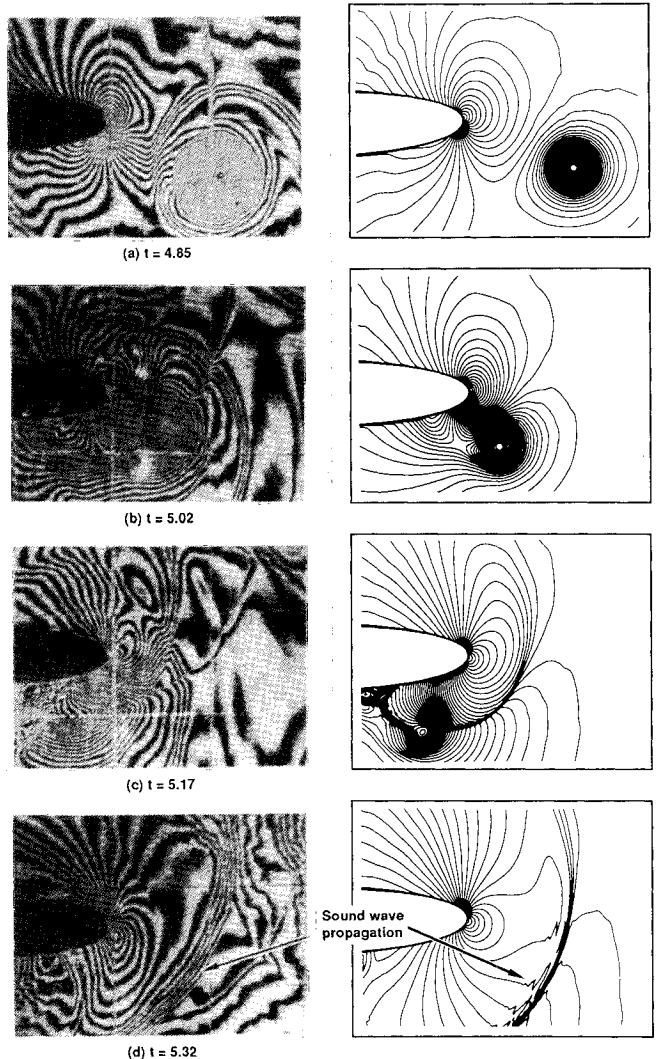 (a) t = 4.85
(b) t = 5.02
(c) t = 5.17
Sound wave
propagation
(d) t = 5.32